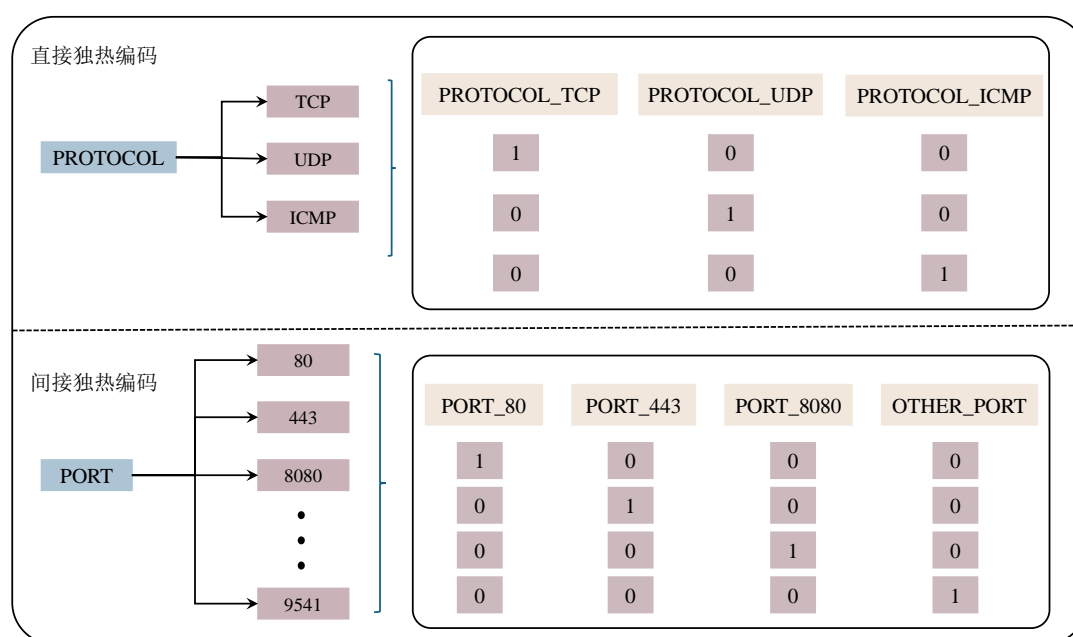 直接独热编码
PROTOCOL
TCP
UDP
ICMP
PROTOCOL_TCP PROTOCOL_UDP PROTOCOL_ICMP
1 0 0
0 1 0
0 0 1
间接独热编码
PORT
80
443
8080
9541
PORT_80 PORT_443 PORT_8080 OTHER_PORT
1 0 0 0
0 1 0 0
0 0 1 0
0 0 0 1